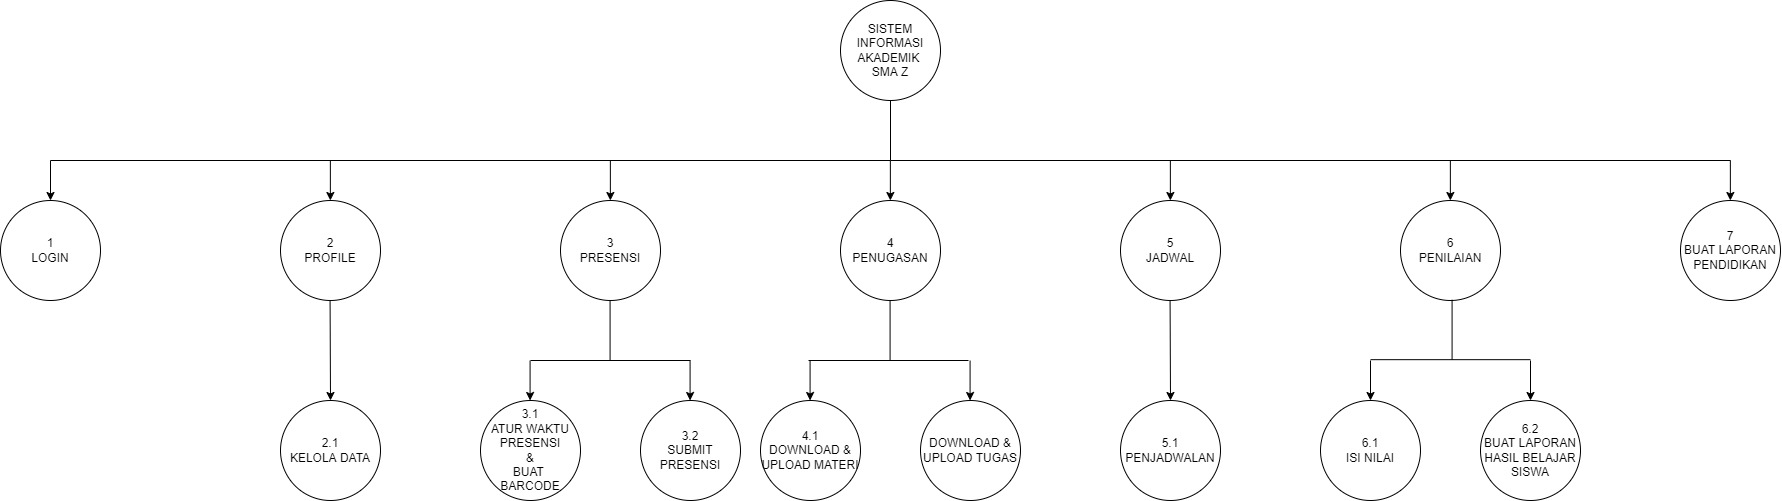 SISTEM
INFORMASI
AKADEMIK
SMA Z
1
LOGIN
2
PROFILE
3
PRESENSI
4
PENUGASAN
5
JADWAL
6
PENILAIAN
7
BUAT LAPORAN
PENDIDIKAN
2.1
KELOLA DATA
3.1
ATUR WAKTU
PRESENSI
&
BUAT
BARCODE
3.2
SUBMIT
PRESENSI
4.1
DOWNLOAD &
UPLOAD MATERI
DOWNLOAD &
UPLOAD TUGAS
5.1
PENJADWALAN
6.1
ISI NILAI
6.2
BUAT LAPORAN
HASIL BELAJAR
SISWA